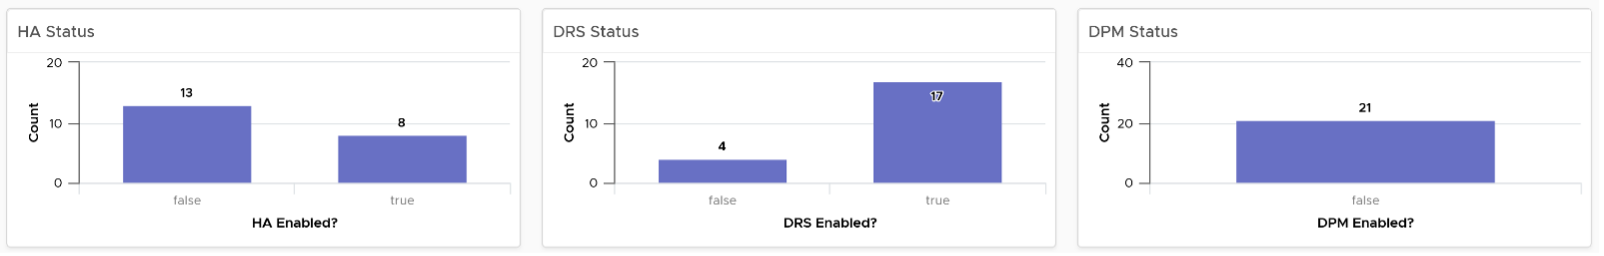 HA Status
20
13
10
8
0
Count
false
true
HA Enabled?
DRS Status
20
17
10
4
0
Count
false
true
DRS Enabled?
DPM Status
40
21
20
0
Count
false
DPM Enabled?